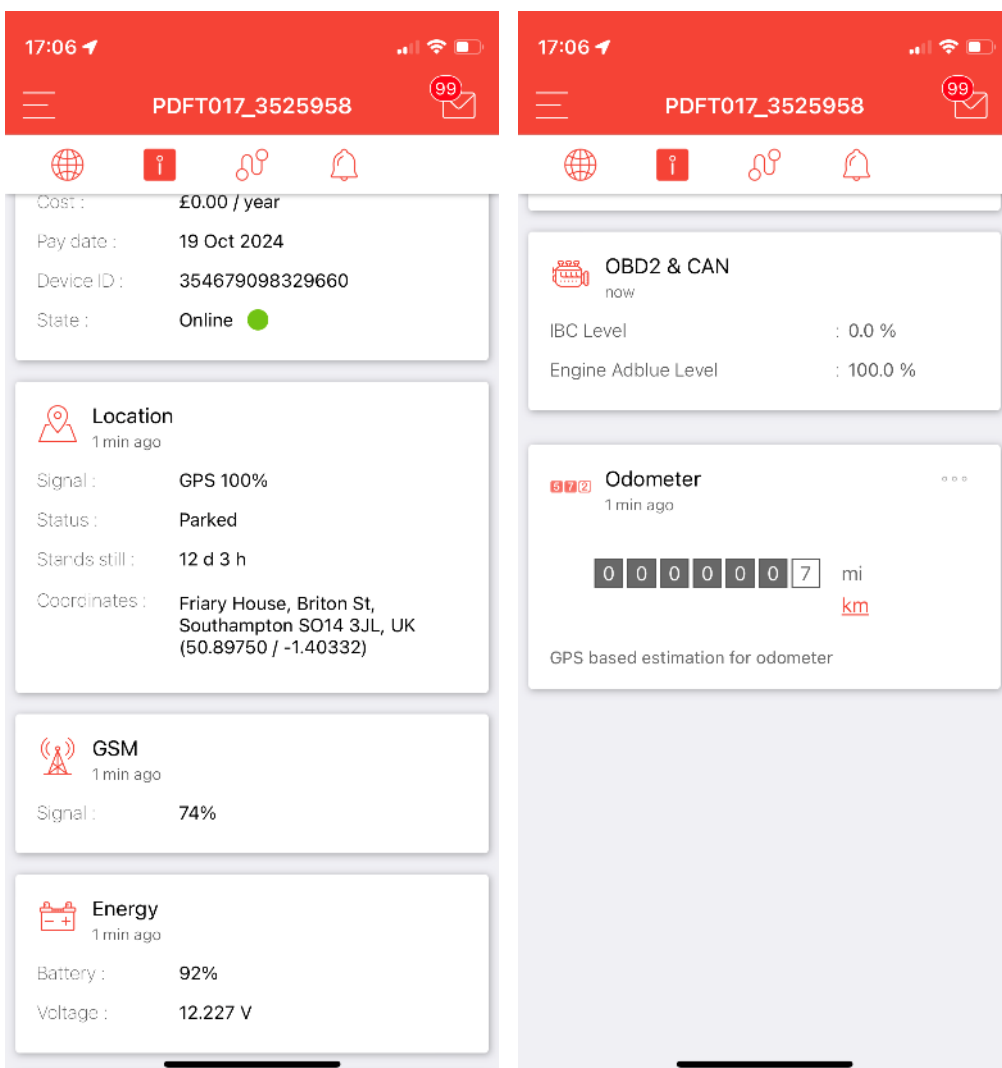 17:06
PDFT017_3525958
99
Cost : £0.00 / year
Pay date : 19 Oct 2024
Device ID : 354679098329660
State : Online
Location
1 min ago
Signal : GPS 100%
Status : Parked
Stands still : 12 d 3 h
Coordinates : Friary House, Briton St,
Southampton SO14 3JL, UK
(50.89750 / -1.40332)
GSM
1 min ago
Signal : 74%
Energy
1 min ago
Battery : 92%
Voltage : 12.227 V
17:06
PDFT017_3525958
99
OBD2 & CAN
now
IBC Level : 0.0 %
Engine Adblue Level : 100.0 %
572 Odometer
1 min ago
0 0 0 0 0 0 7 mi
km
GPS based estimation for odometer